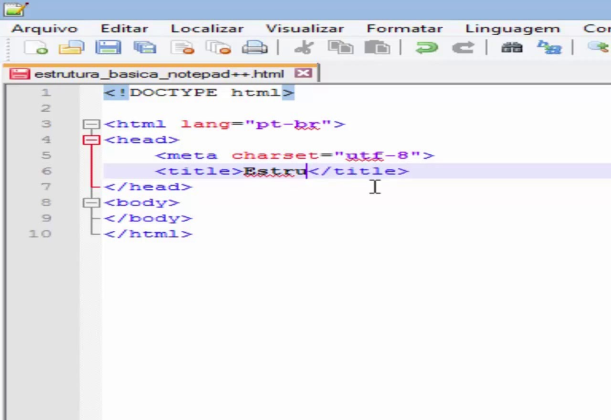 Arquivo Editar Localizar Visualizar Formatar Linguagem Con
estrutura_basica_notepad++.html
1 <!DOCTYPE html>
2
3 <html lang="pt-br">
4 <head>
5 <meta charset="utf-8">
6 <title>Estru</title>
7 </head>
8 <body>
9 </body>
10 </html>